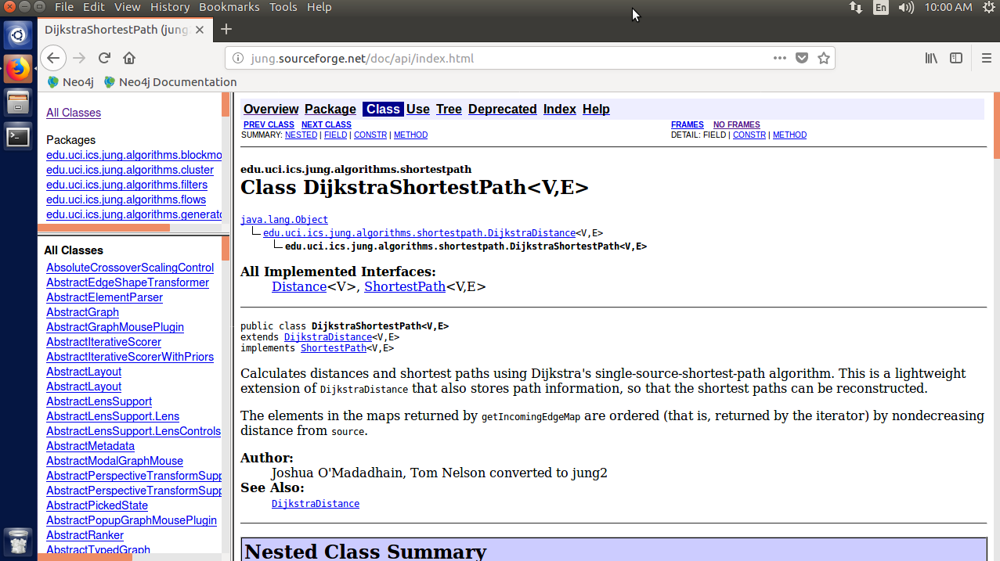 File Edit View History Bookmarks Tools Help
En
10:00 AM
DijkstraShortestPath (jung
jung.sourceforge.net/doc/api/index.html
Neo4j Neo4j Documentation
All Classes
Packages
edu.uci.ics.jung.algorithms.blockmo
edu.uci.ics.jung.algorithms.cluster
edu.uci.ics.jung.algorithms.filters
edu.uci.ics.jung.algorithms.flows
edu.uci.ics.jung.algorithms.generato
All Classes
AbsoluteCrossoverScalingControl
AbstractEdgeShapeTransformer
AbstractElementParser
AbstractGraph
AbstractGraphMousePlugin
AbstractIterativeScorer
AbstractIterativeScorerWithPriors
AbstractLayout
AbstractLayout
AbstractLensSupport
AbstractLensSupport.Lens
AbstractLensSupport.LensControls
AbstractMetadata
AbstractModalGraphMouse
AbstractPerspectiveTransformSupp
AbstractPerspectiveTransformSupp
AbstractPickedState
AbstractPopupGraphMousePlugin
AbstractRanker
AbstractTypedGraph
Overview Package Class Use Tree Deprecated Index Help
PREV CLASS NEXT CLASS
FRAMES NO FRAMES
SUMMARY: NESTED | FIELD | CONSTR | METHOD
DETAIL: FIELD | CONSTR | METHOD
edu.uci.ics.jung.algorithms.shortestpath
Class DijkstraShortestPath<V,E>
java.lang.Object
edu.uci.ics.jung.algorithms.shortestpath.DijkstraDistance<V,E>
edu.uci.ics.jung.algorithms.shortestpath.DijkstraShortestPath<V,E>
All Implemented Interfaces:
Distance<V>, ShortestPath<V,E>
public class DijkstraShortestPath<V,E>
extends DijkstraDistance<V,E>
implements ShortestPath<V,E>
Calculates distances and shortest paths using Dijkstra's single-source-shortest-path algorithm. This is a lightweight
extension of DijkstraDistance that also stores path information, so that the shortest paths can be reconstructed.
The elements in the maps returned by getIncomingEdgeMap are ordered (that is, returned by the iterator) by nondecreasing
distance from source.
Author:
Joshua O'Madadhain, Tom Nelson converted to jung2
See Also:
DijkstraDistance
Nested Class Summary